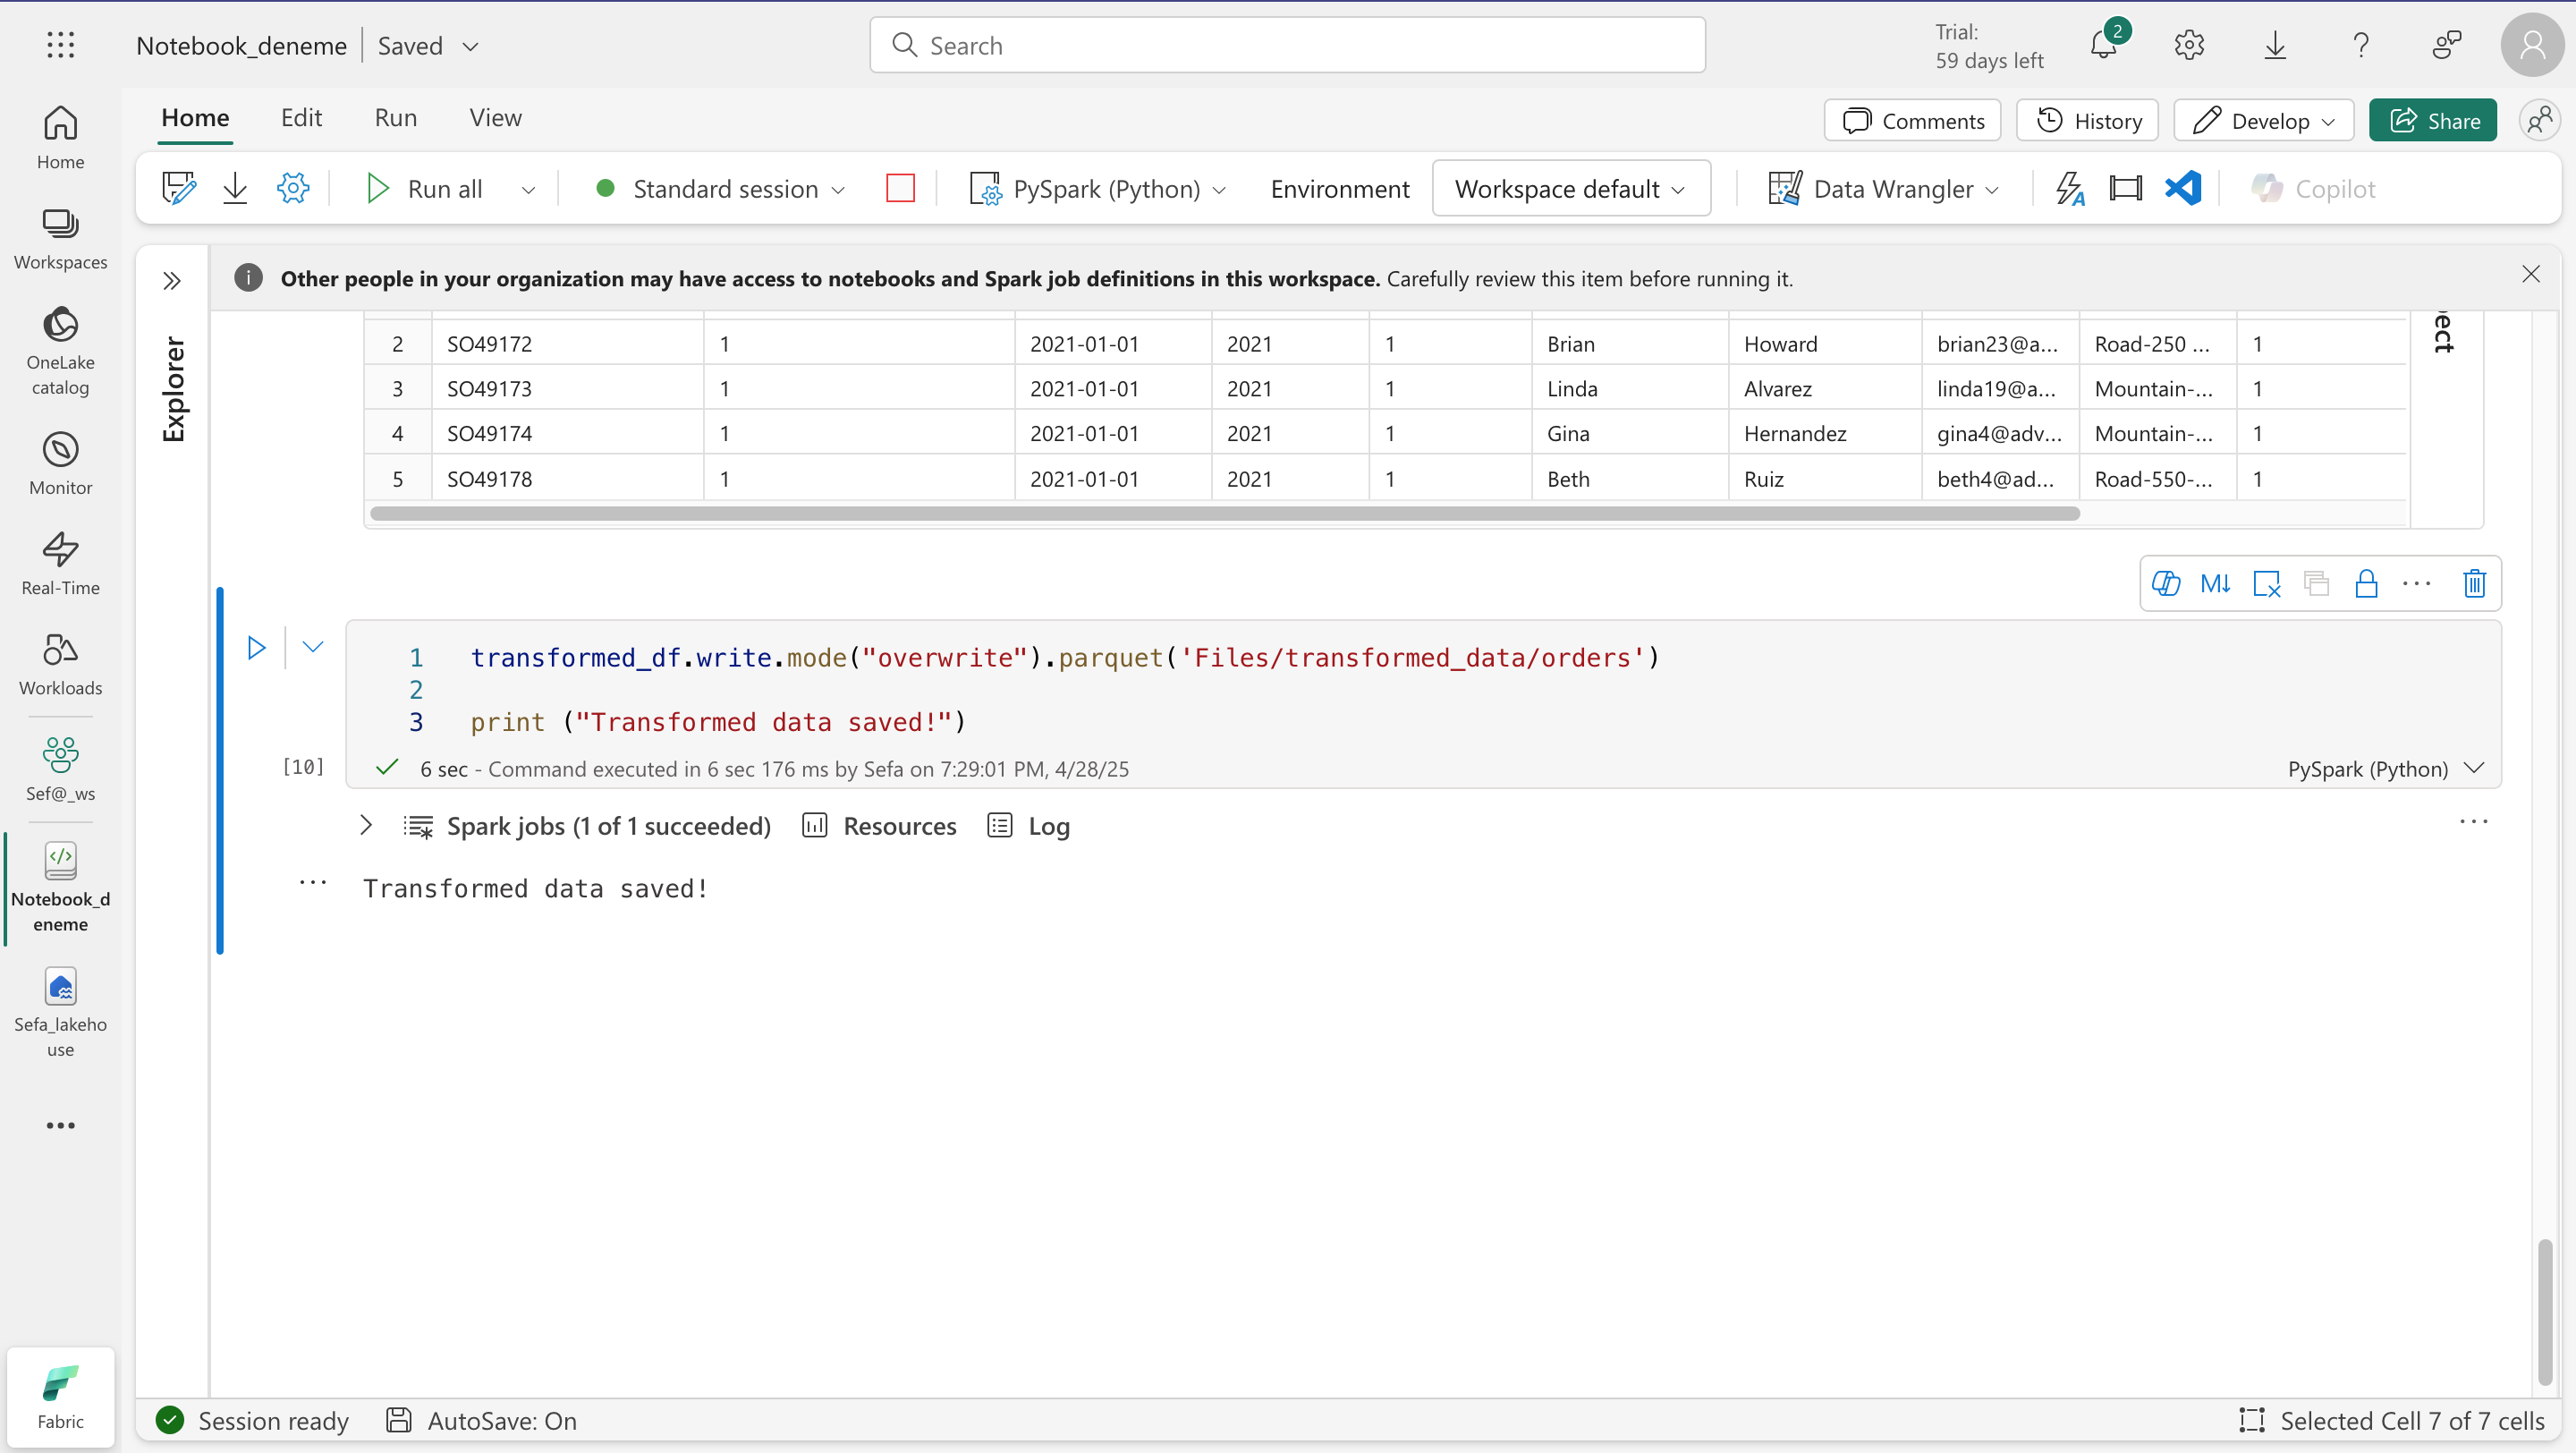 Notebook_deneme | Saved
Search
Trial:
59 days left
2
Home Edit Run View
Comments History Develop Share
Run all Standard session PySpark (Python) Environment Workspace default Data Wrangler Copilot
Home
Workspaces
OneLake
catalog
Monitor
Real-Time
Workloads
Sef@_ws
Notebook_d
eneme
Sefa_lakeho
use
Fabric
Explorer
Other people in your organization may have access to notebooks and Spark job definitions in this workspace. Carefully review this item before running it.
2 SO49172 1 2021-01-01 2021 1 Brian Howard brian23@a... Road-250 ... 1
3 SO49173 1 2021-01-01 2021 1 Linda Alvarez linda19@a... Mountain-... 1
4 SO49174 1 2021-01-01 2021 1 Gina Hernandez gina4@adv... Mountain-... 1
5 SO49178 1 2021-01-01 2021 1 Beth Ruiz beth4@ad... Road-550-... 1
M↓
1 transformed_df.write.mode("overwrite").parquet('Files/transformed_data/orders')
2
3 print ("Transformed data saved!")
[10] 6 sec - Command executed in 6 sec 176 ms by Sefa on 7:29:01 PM, 4/28/25 PySpark (Python)
Spark jobs (1 of 1 succeeded) Resources Log
Transformed data saved!
Session ready AutoSave: On Selected Cell 7 of 7 cells